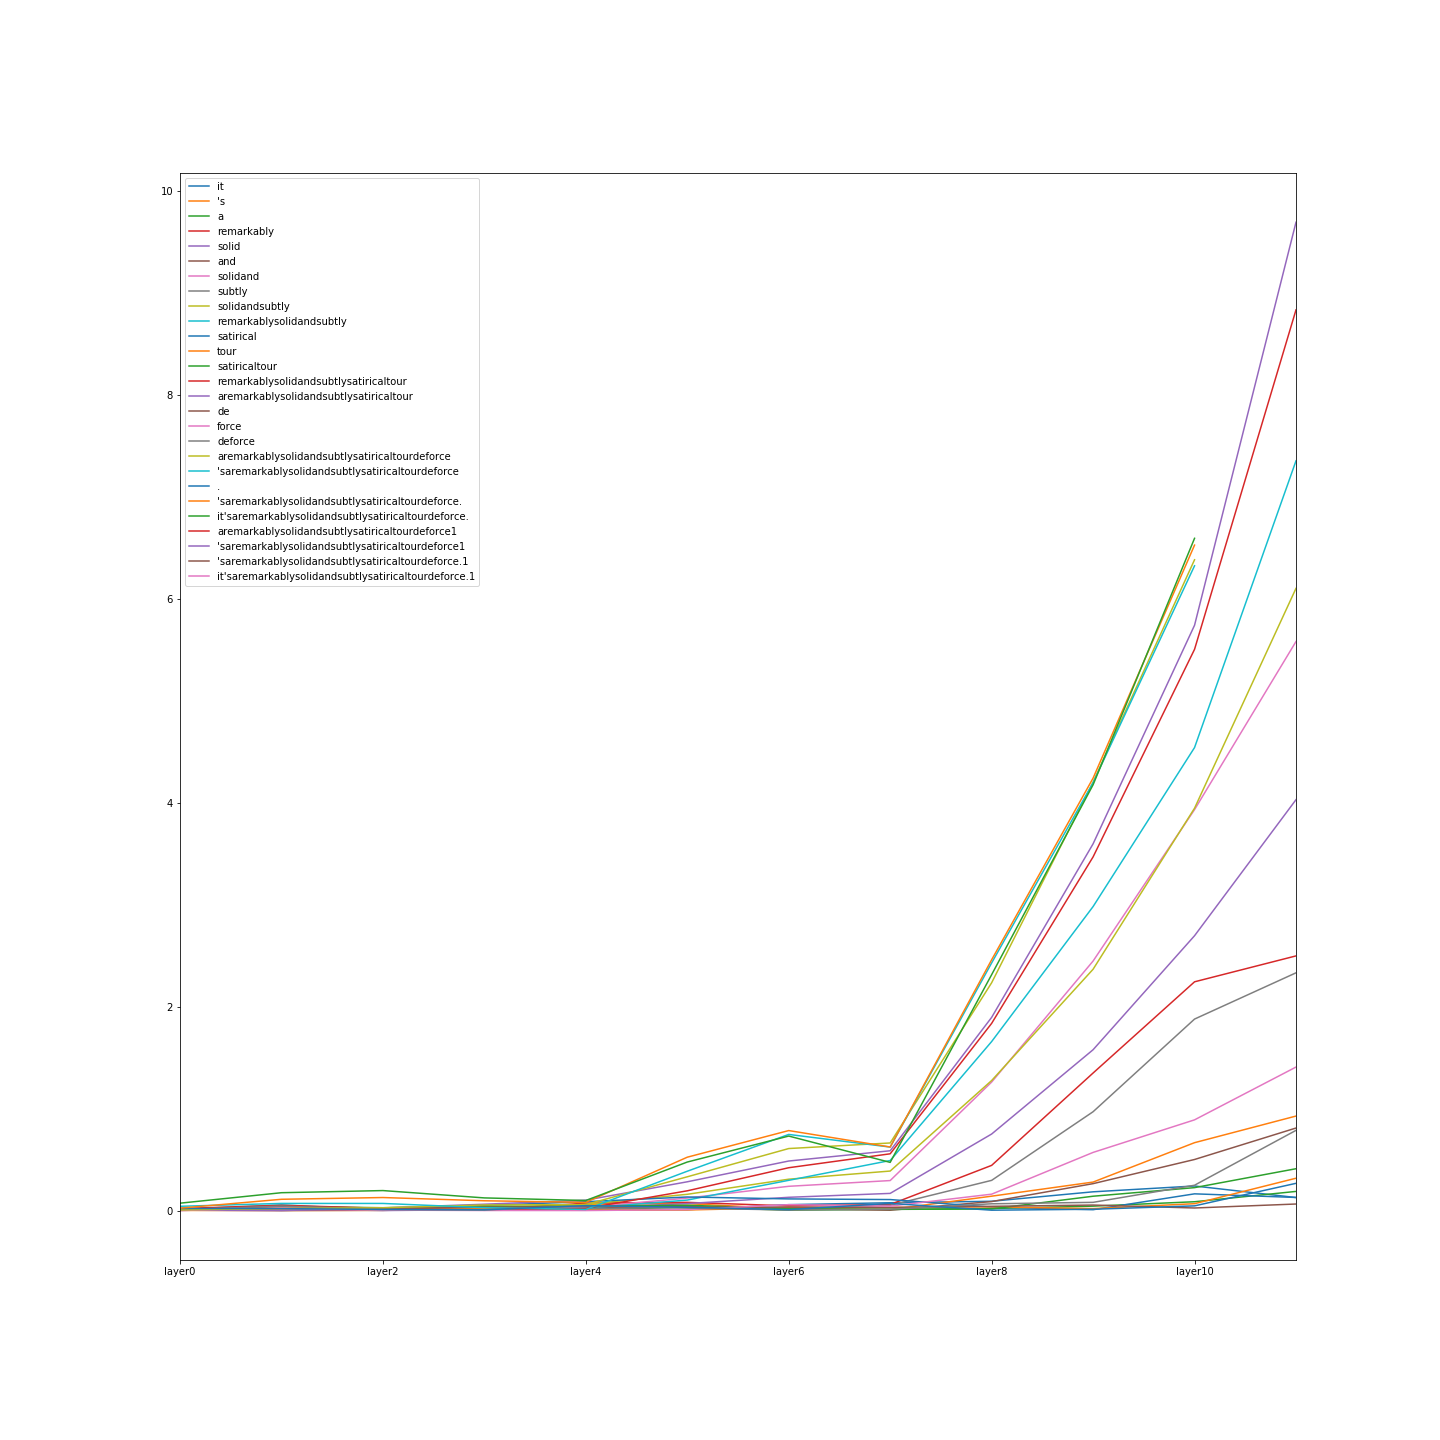 10
8
6
4
2
0
it
's
a
remarkably
solid
and
solidand
subtly
solidandsubtly
remarkablysolidandsubtly
satirical
tour
satiricaltour
remarkablysolidandsubtlysatiricaltour
aremarkablysolidandsubtlysatiricaltour
de
force
deforce
aremarkablysolidandsubtlysatiricaltourdeforce
'saremarkablysolidandsubtlysatiricaltourdeforce
.
'saremarkablysolidandsubtlysatiricaltourdeforce.
it'saremarkablysolidandsubtlysatiricaltourdeforce.
aremarkablysolidandsubtlysatiricaltourdeforce1
'saremarkablysolidandsubtlysatiricaltourdeforce1
'saremarkablysolidandsubtlysatiricaltourdeforce.1
it'saremarkablysolidandsubtlysatiricaltourdeforce.1
layer0 layer2 layer4 layer6 layer8 layer10